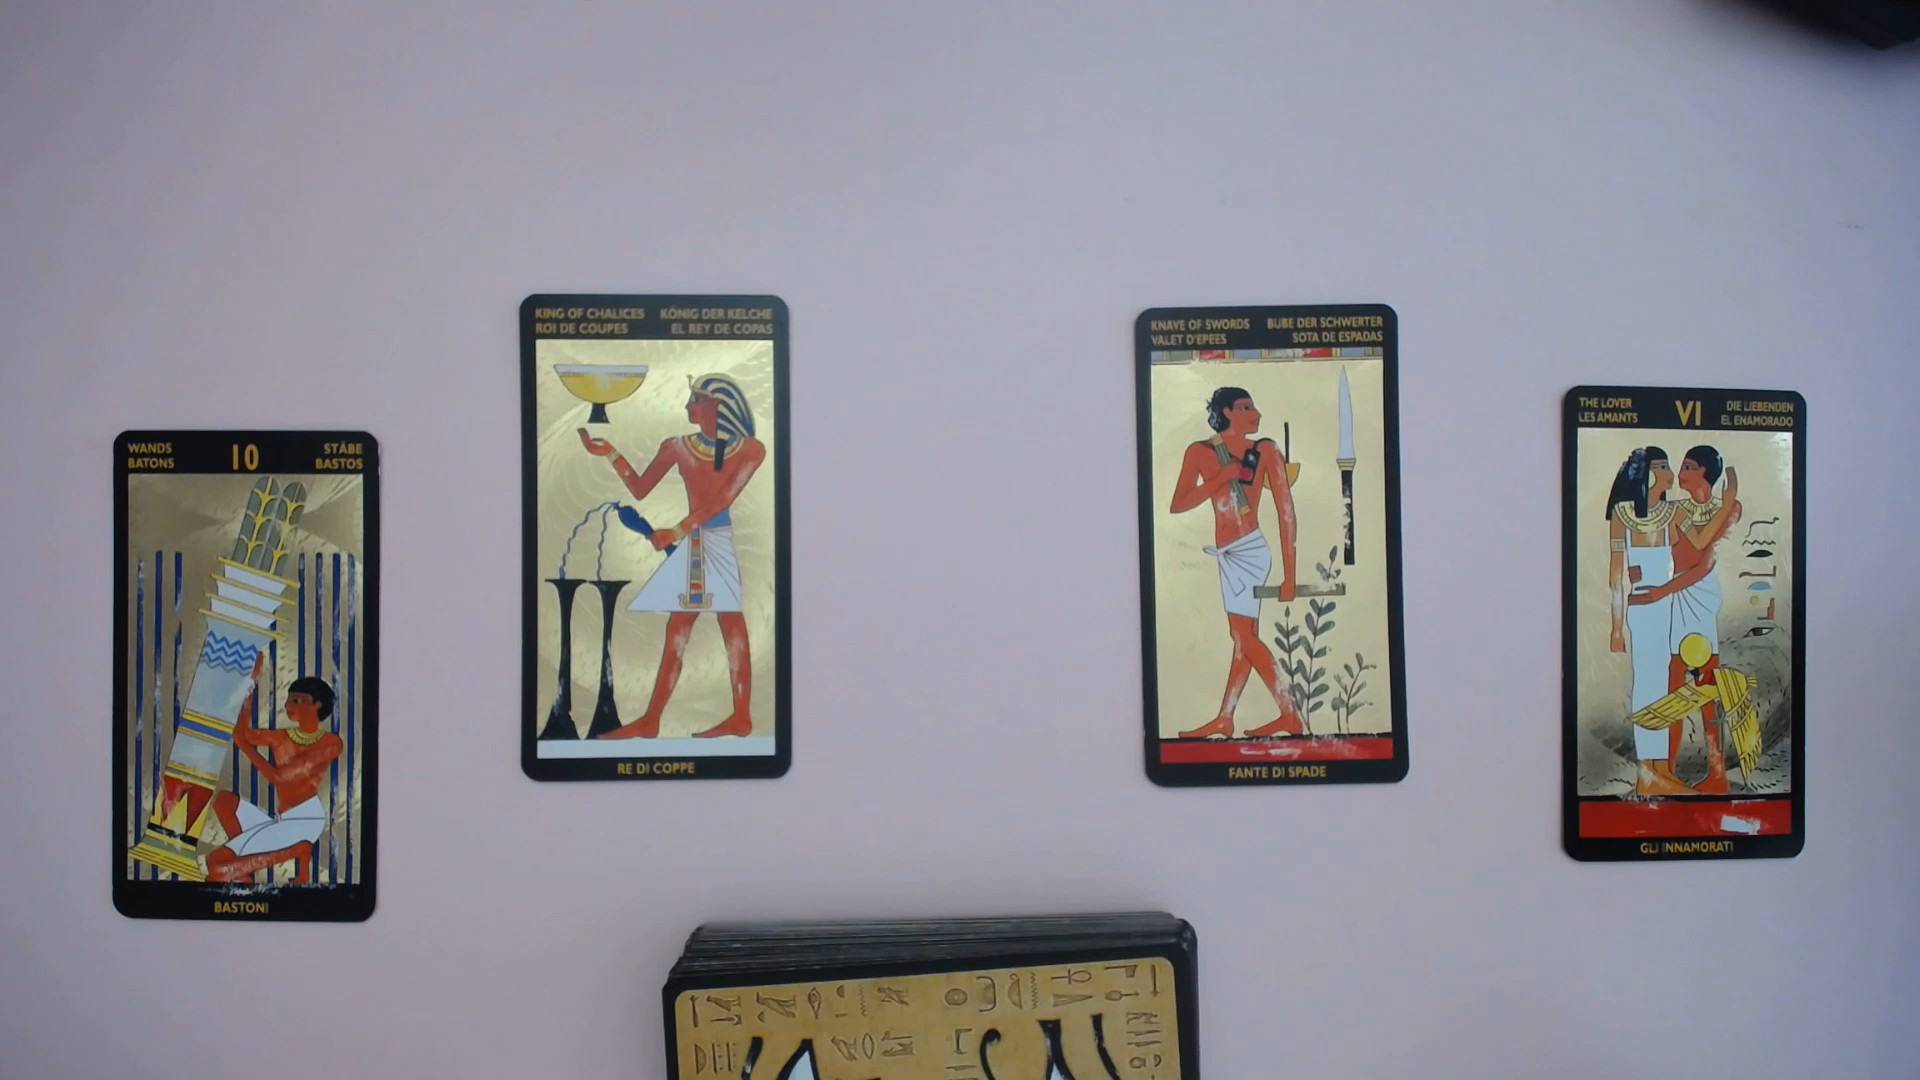 WANDS 10 STÄBE
BATONS BASTOS
BASTONI
KING OF CHALICES KÖNIG DER KELCHE
ROI DE COUPES EL REY DE COPAS
RE DI COPPE
KNAVE OF SWORDS BUBE DER SCHWERTER
VALET D'EPEES SOTA DE ESPADAS
FANTE DI SPADE
THE LOVER VI DIE LIEBENDEN
LES AMANTS EL ENAMORADO
GLI INNAMORATI